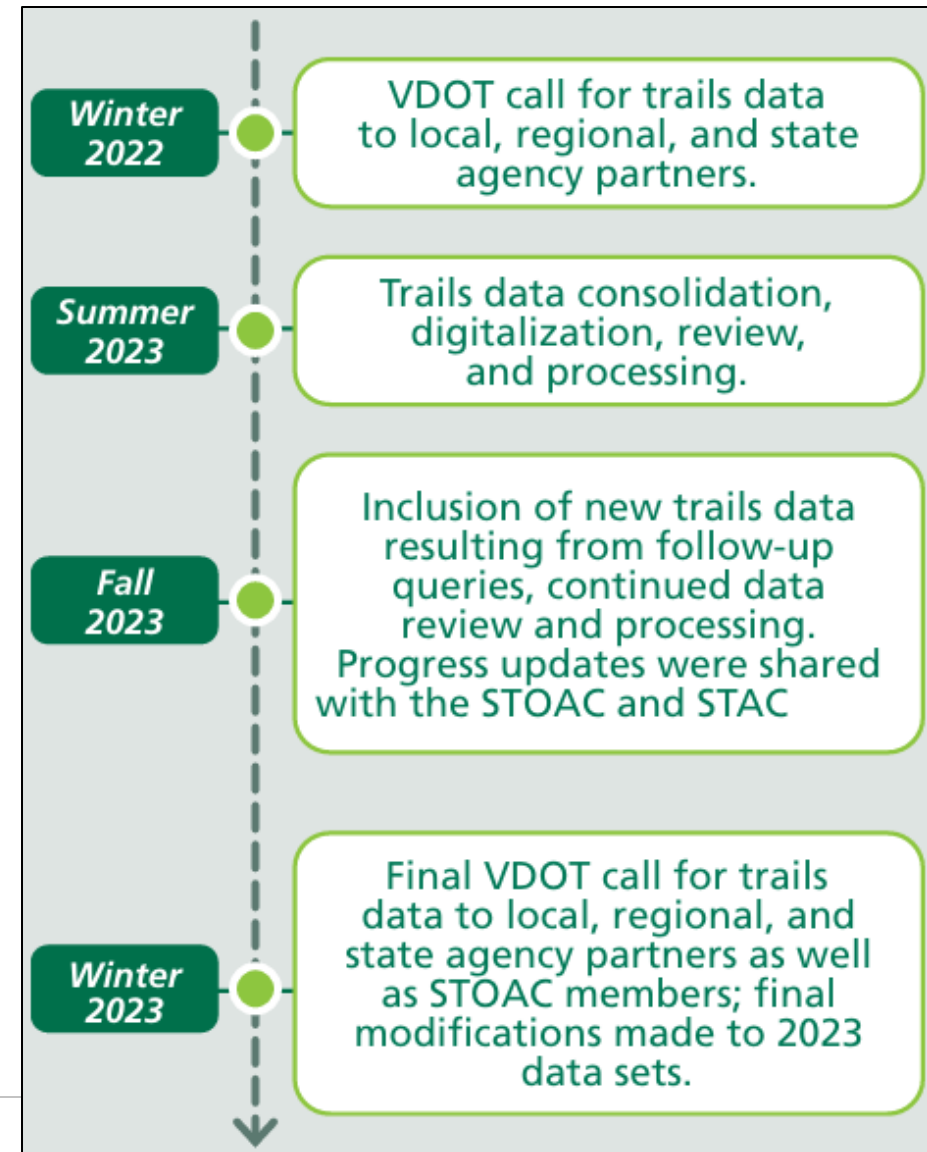 Winter
2022
VDOT call for trails data
to local, regional, and state
agency partners.
Summer
2023
Trails data consolidation,
digitalization, review,
and processing.
Fall
2023
Inclusion of new trails data
resulting from follow-up
queries, continued data
review and processing.
Progress updates were shared
with the STOAC and STAC
Winter
2023
Final VDOT call for trails
data to local, regional, and
state agency partners as well
as STOAC members; final
modifications made to 2023
data sets.